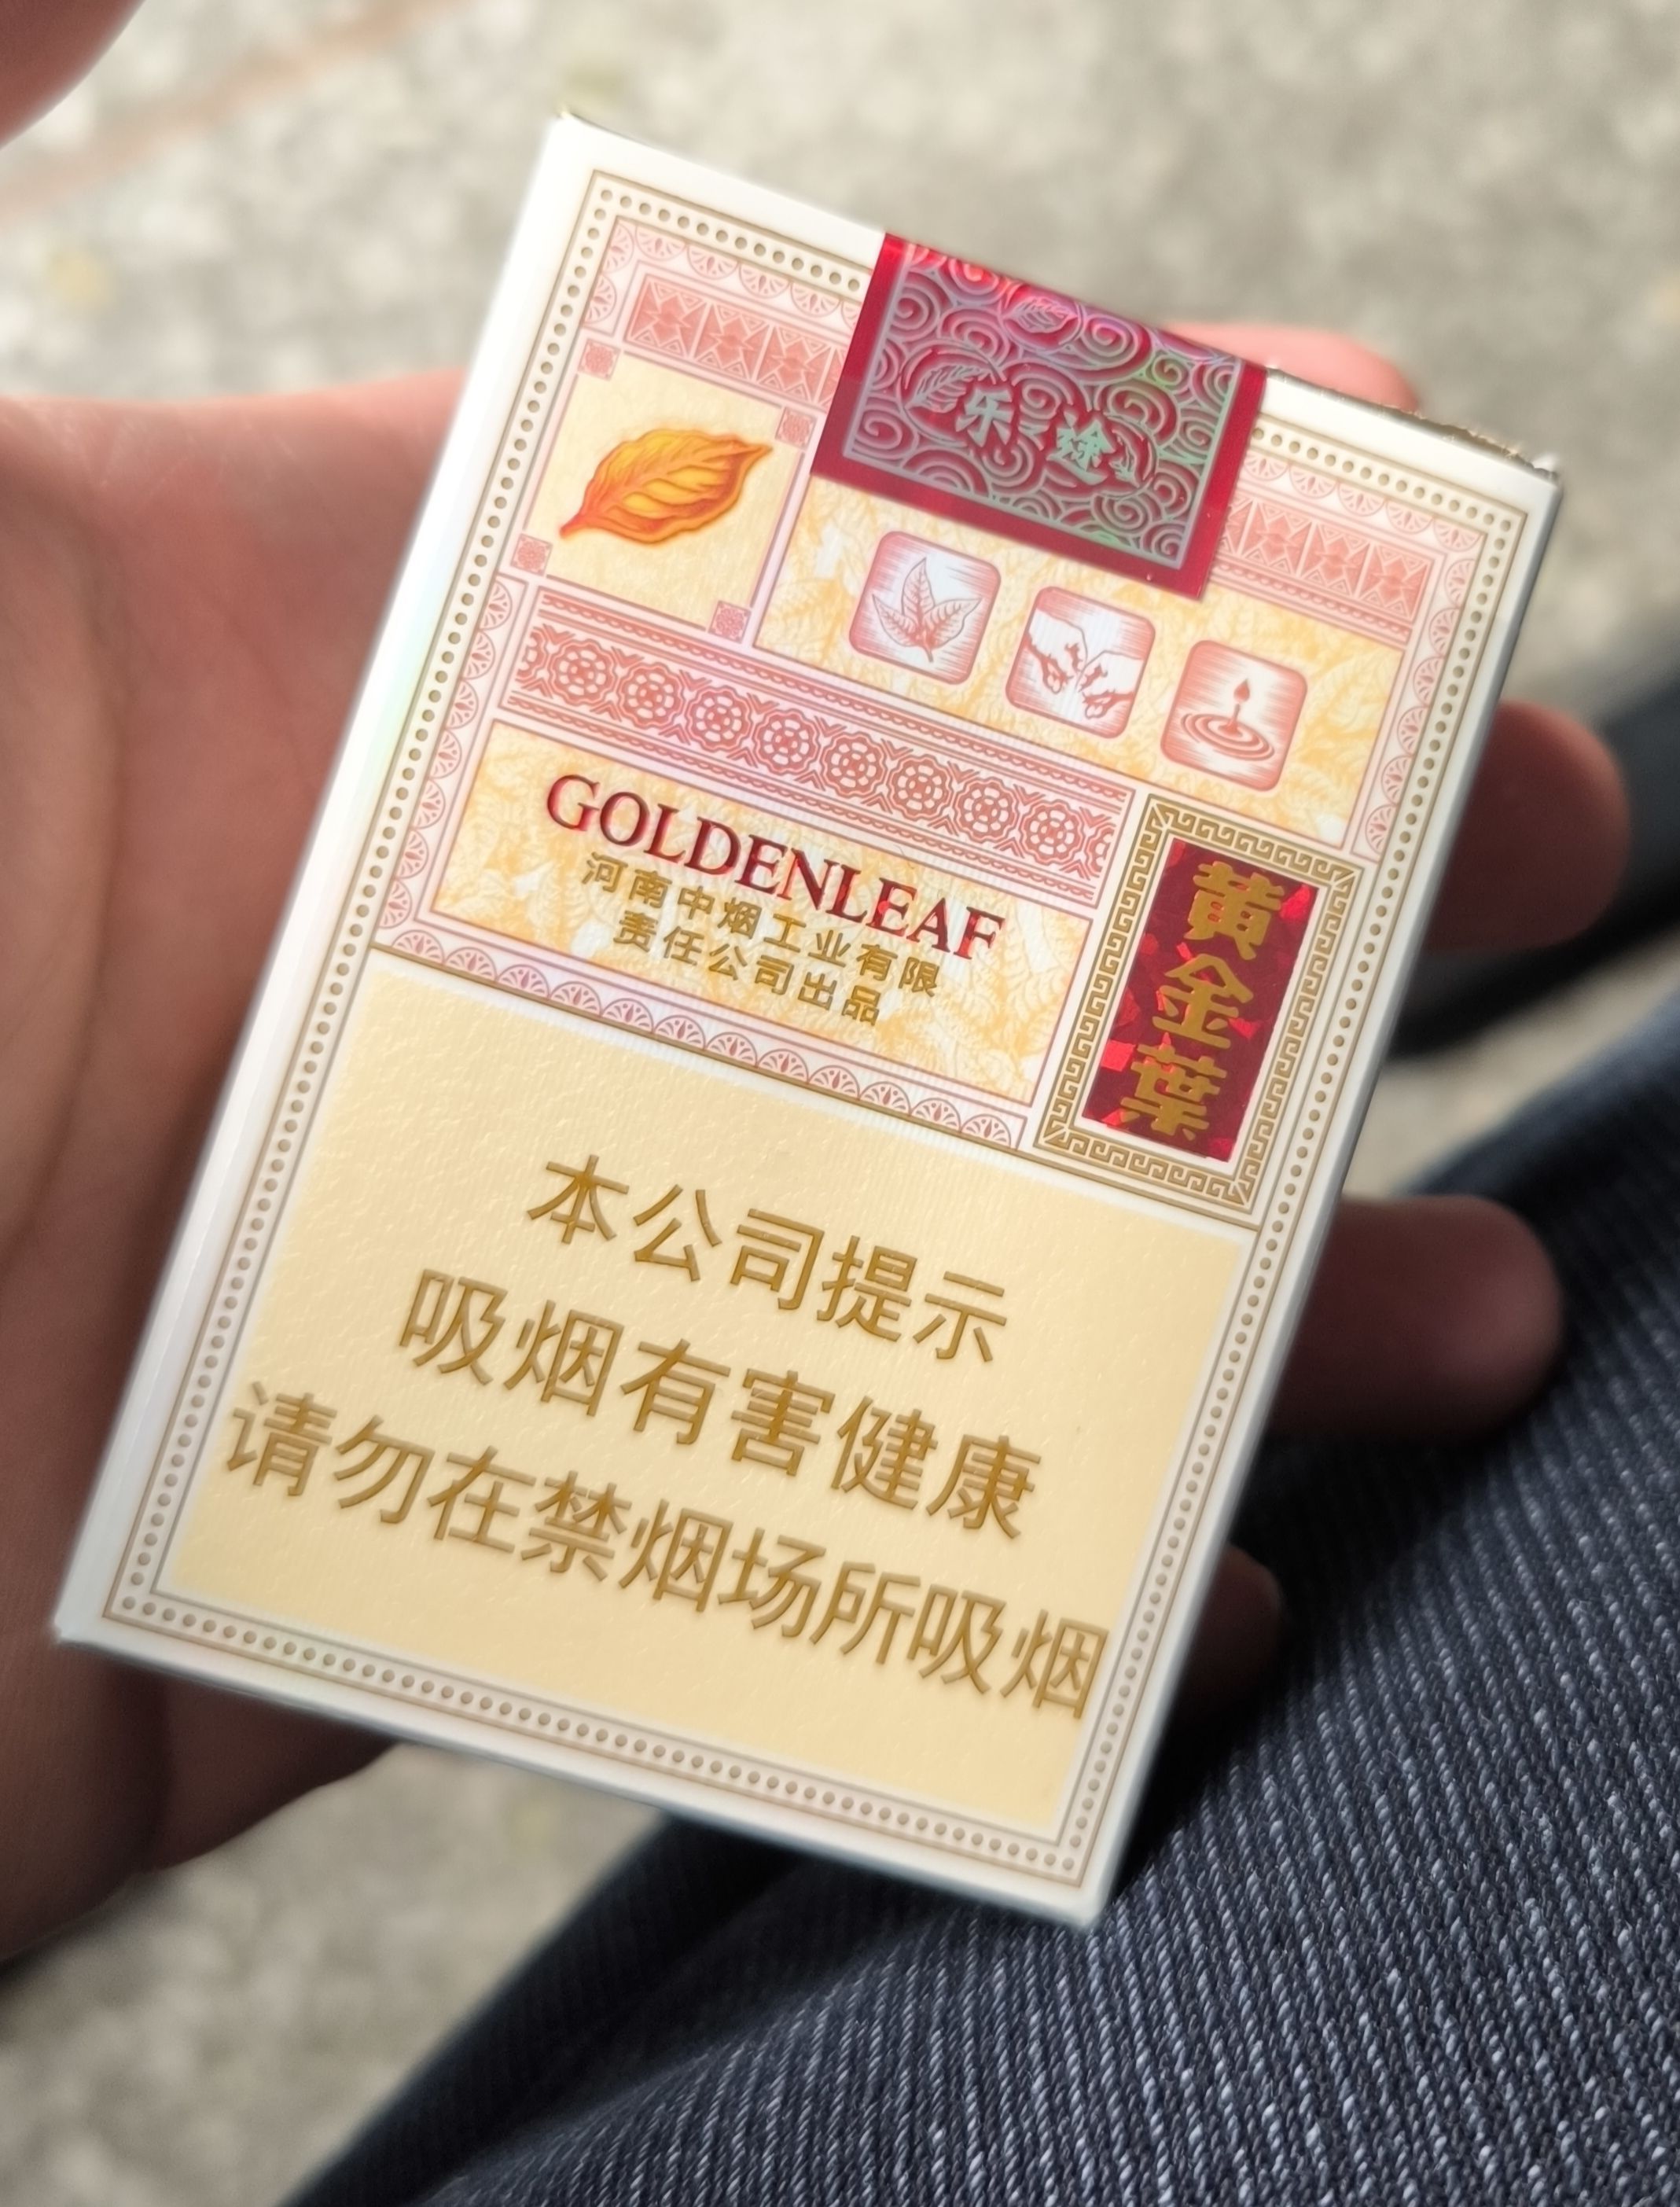 乐途
GOLDENLEAF
河南中烟工业有限
责任公司出品
黄金葉
本公司提示
吸烟有害健康
请勿在禁烟场所吸烟